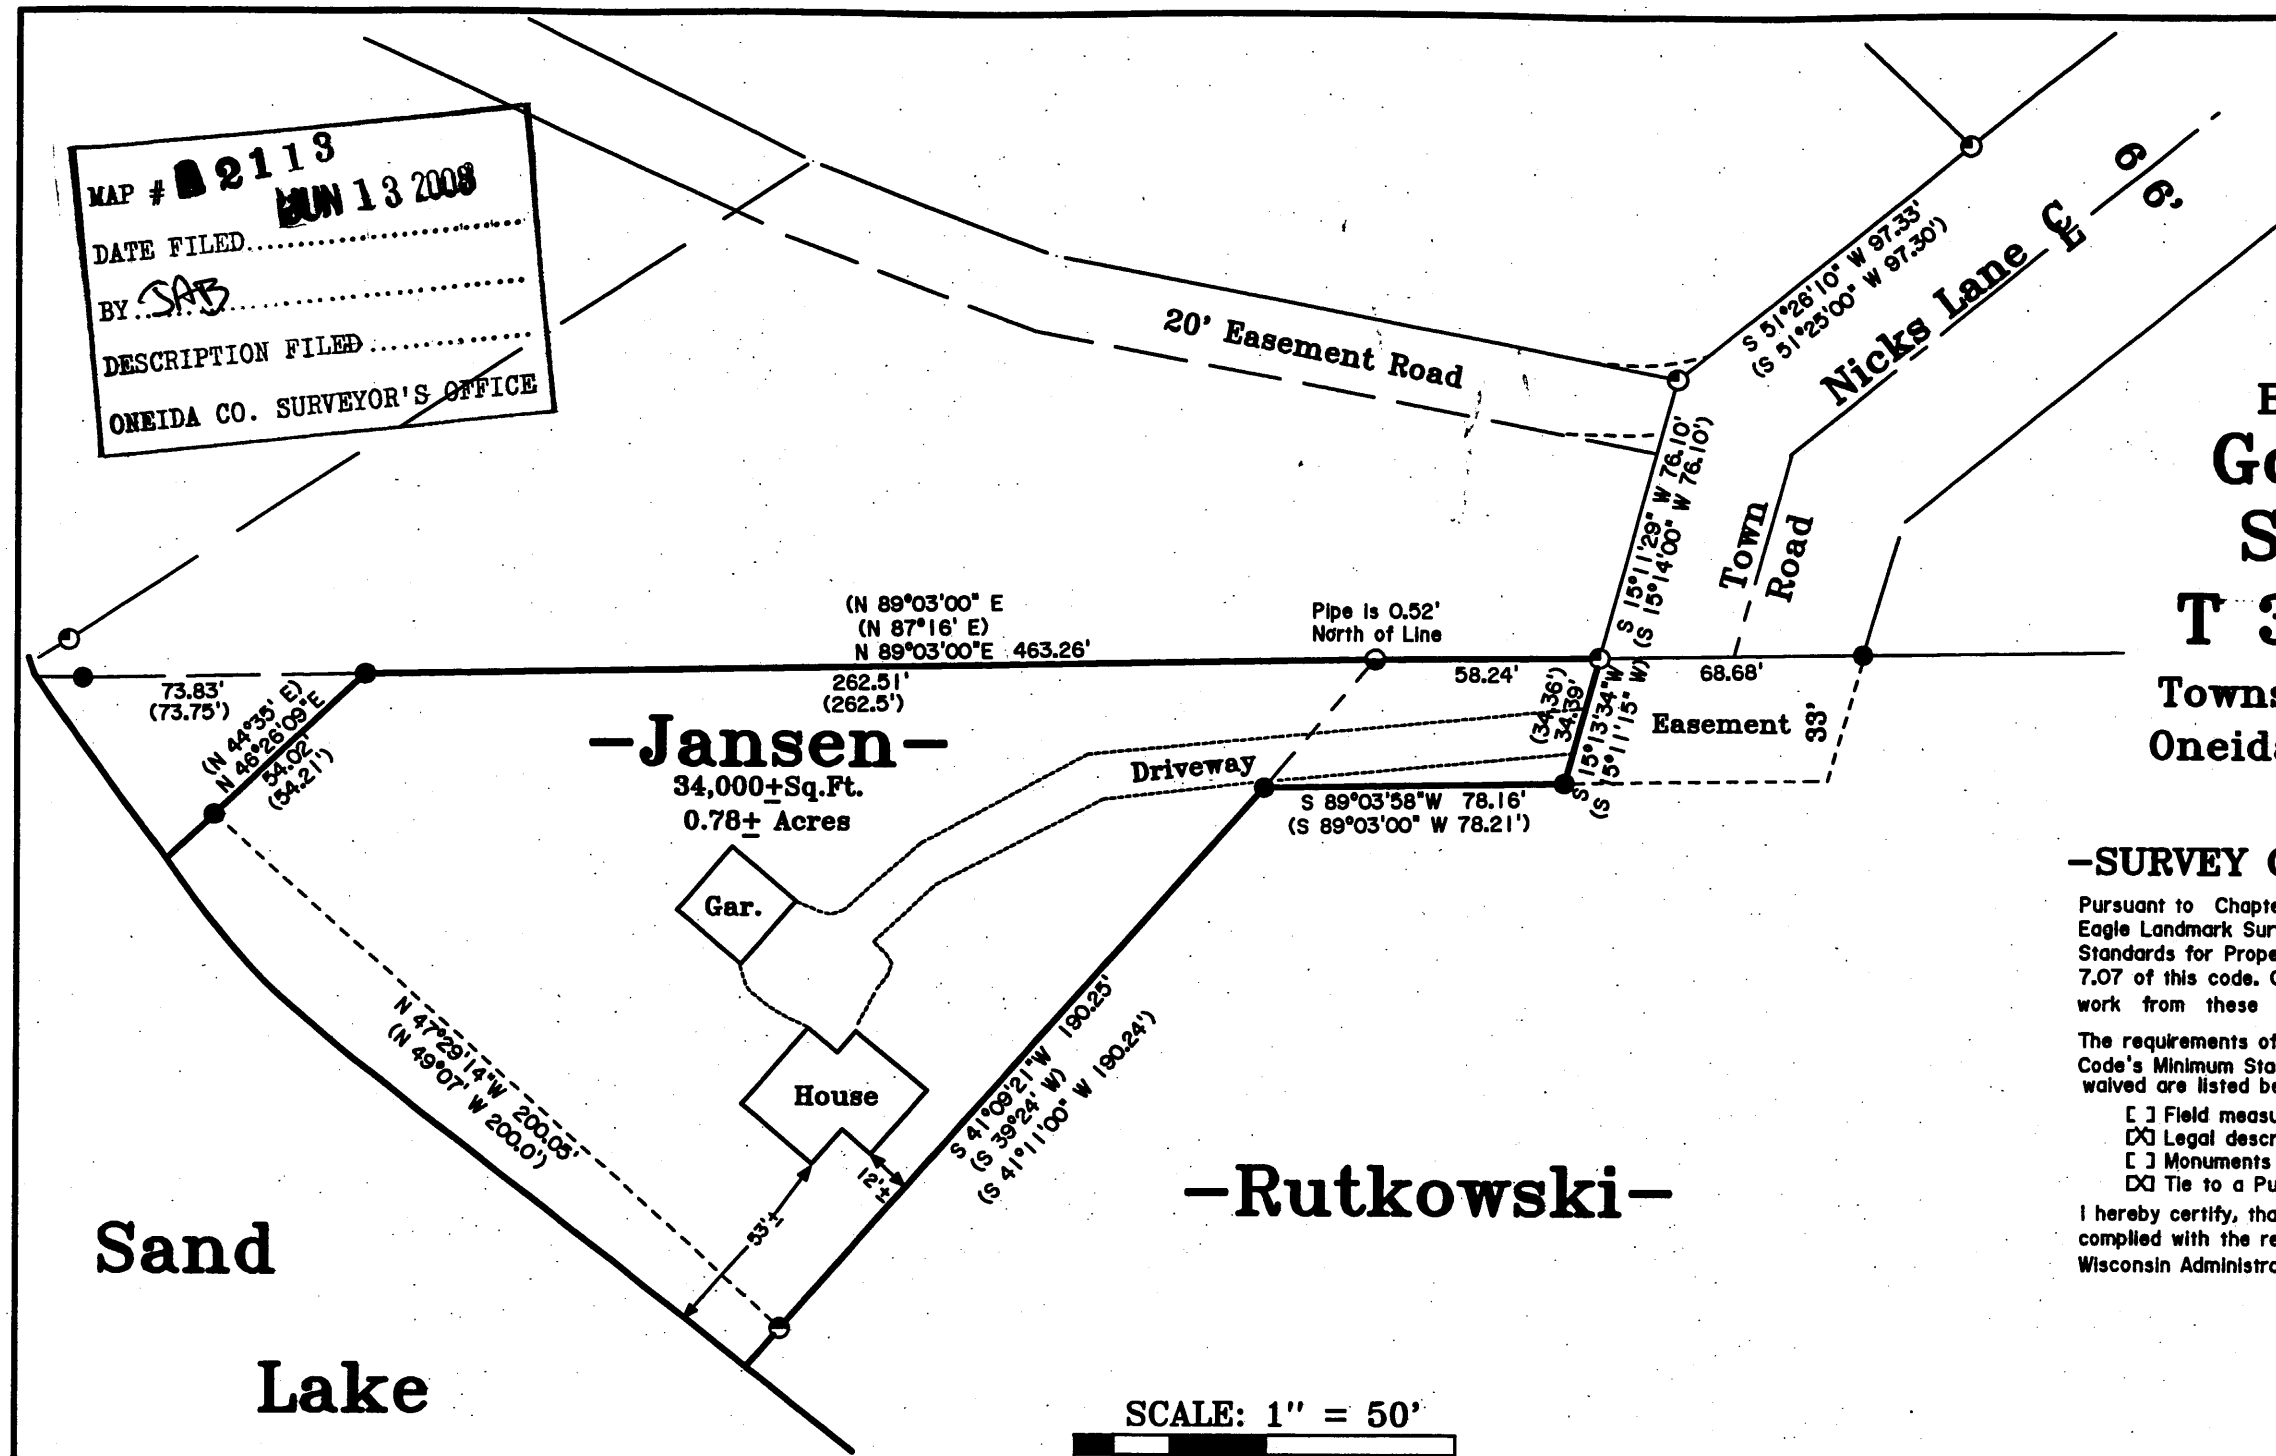 MAP # 2113
JUN 13 2008
DATE FILED
BY JAB
DESCRIPTION FILED
ONEIDA CO. SURVEYOR'S OFFICE
20' Easement Road
S 51°26'10" W 97.33'
(S 51°25'00" W 97.30')
Nicks Lane ℄
66'
S 15°11'29" W 76.10'
(S 15°14'00" W 76.10')
Town
Road
(N 89°03'00" E
(N 87°16' E)
N 89°03'00"E 463.26'
Pipe is 0.52'
North of Line
73.83'
(73.75')
262.51'
(262.5')
58.24'
68.68'
(N 44°35' E)
N 46°26'09"E
54.02'
(54.21')
-Jansen-
34,000±Sq.Ft.
0.78± Acres
(34.36')
34.39'
S 15°13'34"W
(S 15°11'15" W)
Easement
33'
Driveway
S 89°03'58"W 78.16'
(S 89°03'00" W 78.21')
Gar.
House
N 47°29'14"W 200.05'
(N 49°07' W 200.0')
S 41°09'21"W 190.25'
(S 39°24' W)
(S 41°11'00" W 190.24')
12'±
53'±
-Rutkowski-
Sand
Lake
SCALE: 1" = 50'
Go
S
T 3
Towns
Oneida
-SURVEY
Pursuant to Chapte
Eagle Landmark Sur
Standards for Prope
7.07 of this code.
work from these
The requirements of
Code's Minimum Sta
waived are listed be
[ ] Field measu
[X] Legal descr
[ ] Monuments
[X] Tie to a Pu
I hereby certify, tha
complied with the re
Wisconsin Administra